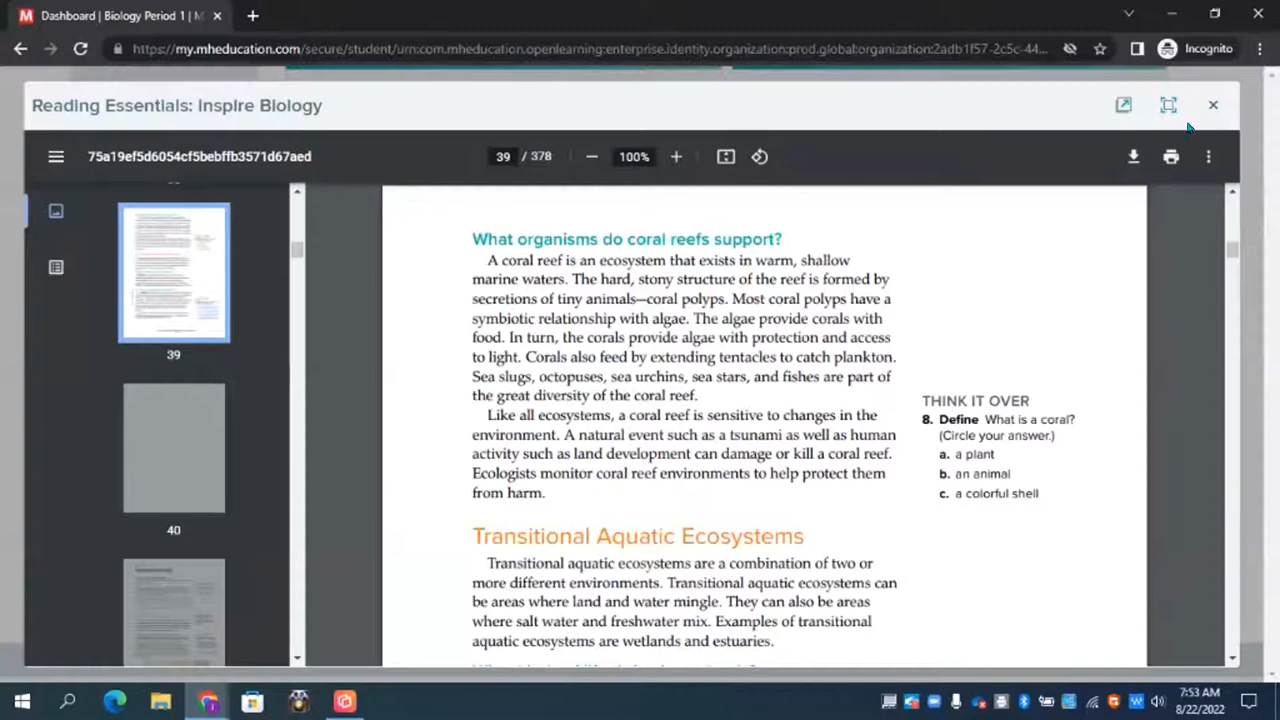 Dashboard | Biology Period 1 | M
https://my.mheducation.com/secure/student/urn:com.mheducation.openlearning:enterprise.identity.organization:prod.global:organization:2adb1f57-2c5c-44...
Incognito
Reading Essentials: Inspire Biology
75a19ef5d6054cf5bebffb3571d67aed
39 / 378
100%
39
40
What organisms do coral reefs support?
A coral reef is an ecosystem that exists in warm, shallow
marine waters. The hard, stony structure of the reef is formed by
secretions of tiny animals—coral polyps. Most coral polyps have a
symbiotic relationship with algae. The algae provide corals with
food. In turn, the corals provide algae with protection and access
to light. Corals also feed by extending tentacles to catch plankton.
Sea slugs, octopuses, sea urchins, sea stars, and fishes are part of
the great diversity of the coral reef.
Like all ecosystems, a coral reef is sensitive to changes in the
environment. A natural event such as a tsunami as well as human
activity such as land development can damage or kill a coral reef.
Ecologists monitor coral reef environments to help protect them
from harm.
THINK IT OVER
8. Define What is a coral?
(Circle your answer.)
a. a plant
b. an animal
c. a colorful shell
Transitional Aquatic Ecosystems
Transitional aquatic ecosystems are a combination of two or
more different environments. Transitional aquatic ecosystems can
be areas where land and water mingle. They can also be areas
where salt water and freshwater mix. Examples of transitional
aquatic ecosystems are wetlands and estuaries.
7:53 AM
8/22/2022